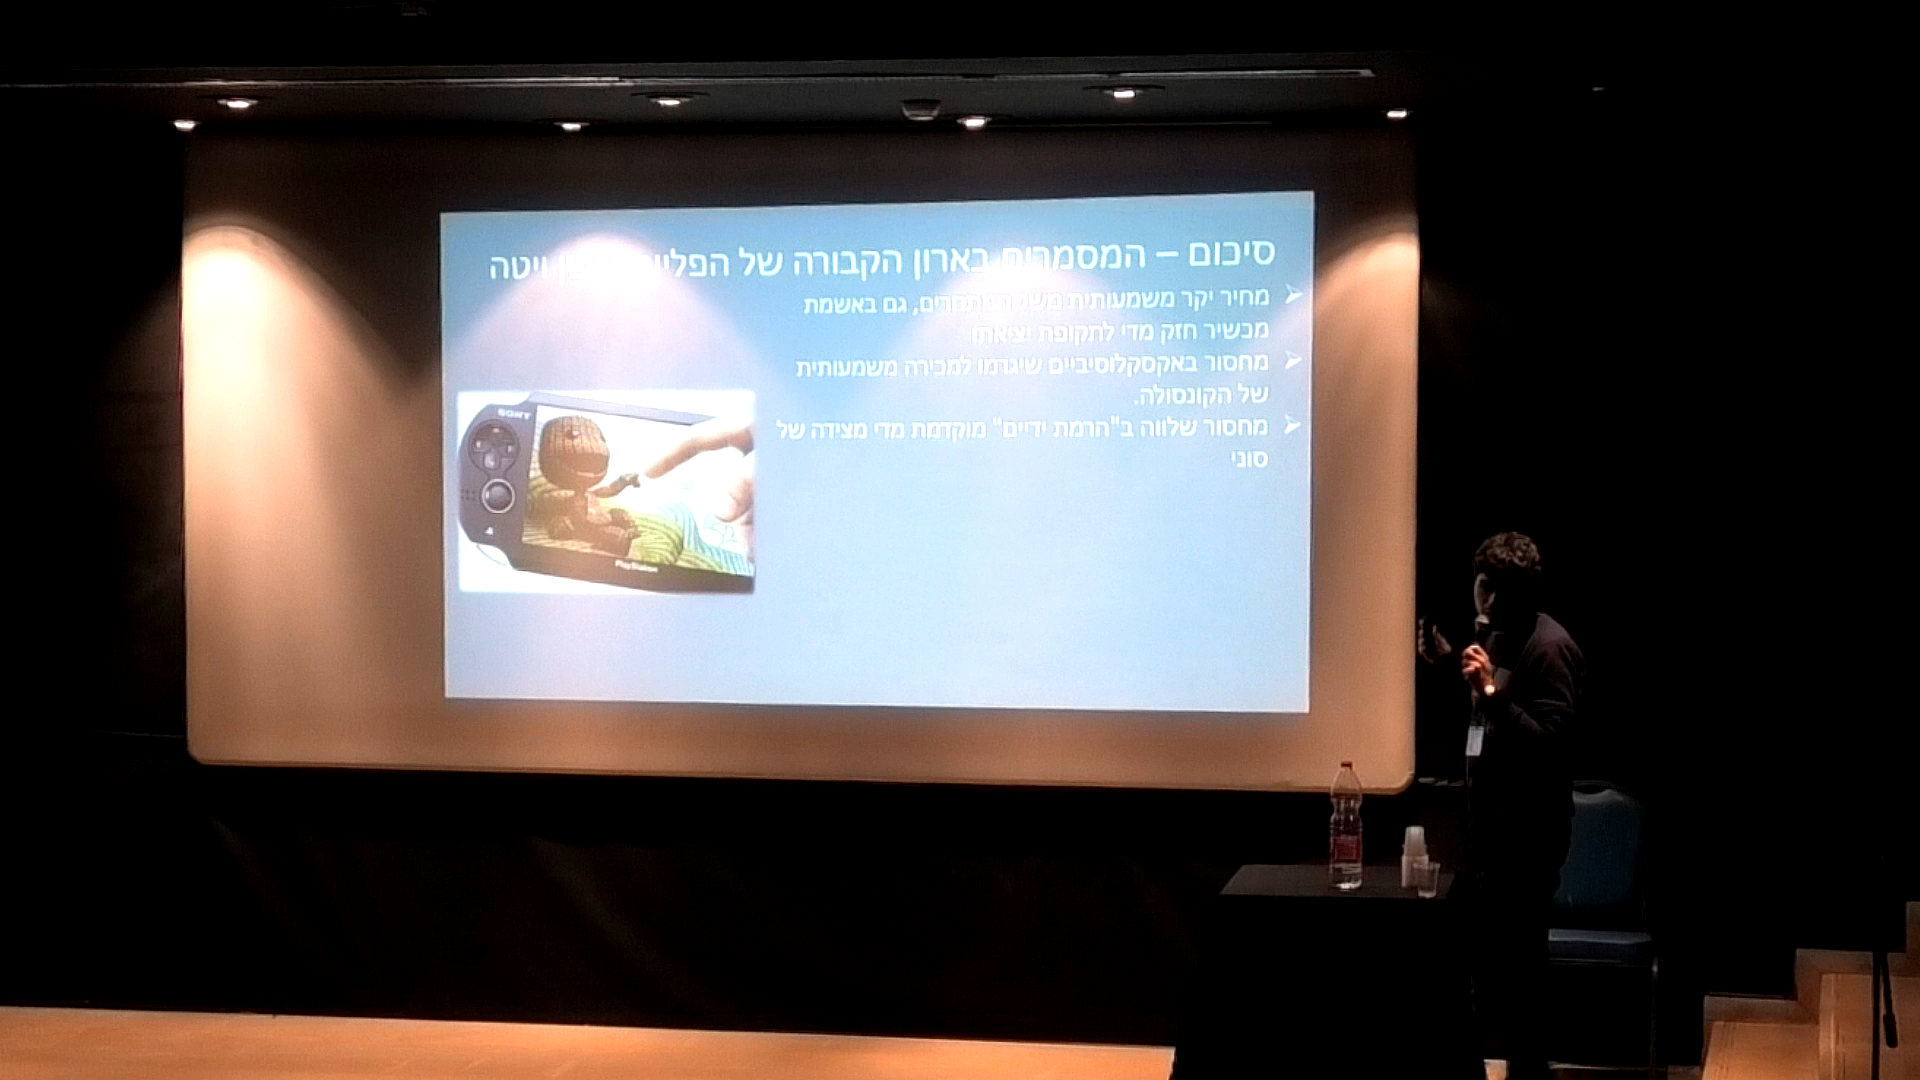 סיכום – המסמרים בארון הקבורה של הפלייסטיישן ויטה
מחיר יקר משמעותית משל המתחרים, גם באשמת
מכשיר חזק מדי לתקופת יציאתו
מחסור באקסקלוסיביים שיגרמו למכירה משמעותית
של הקונסולה.
מחסור שלווה ב"הרמת ידיים" מוקדמת מדי מצידה של
סוני
SONY
PlayStation